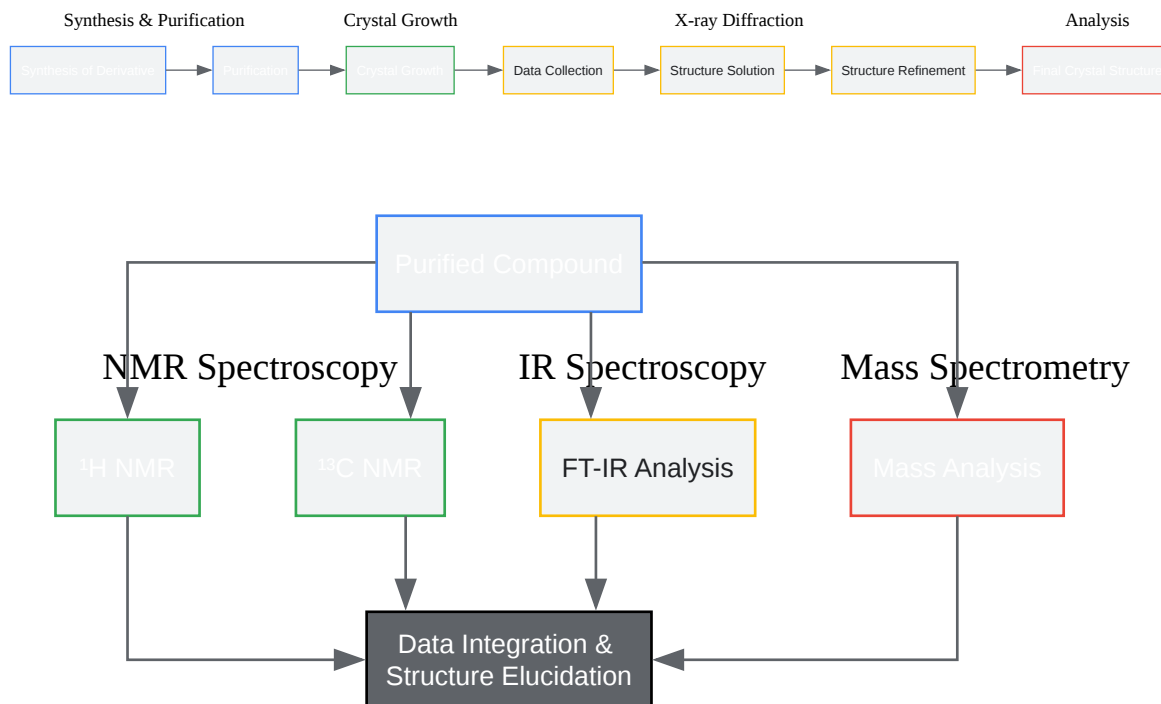 Synthesis & Purification
Crystal Growth
X-ray Diffraction
Analysis
Synthesis of Derivative
Purification
Crystal Growth
Data Collection
Structure Solution
Structure Refinement
Final Crystal Structure
Purified Compound
NMR Spectroscopy
IR Spectroscopy
Mass Spectrometry
¹H NMR
¹³C NMR
FT-IR Analysis
Mass Analysis
Data Integration &
Structure Elucidation